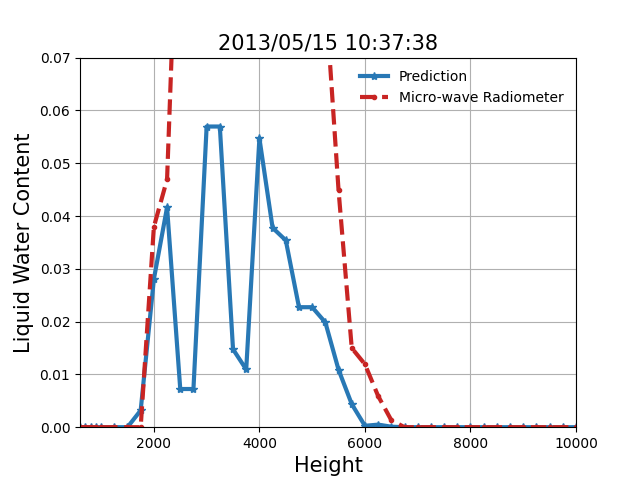 2013/05/15 10:37:38
Prediction
Micro-wave Radiometer
Liquid Water Content
0.07
0.06
0.05
0.04
0.03
0.02
0.01
0.00
2000 4000 6000 8000 10000
Height